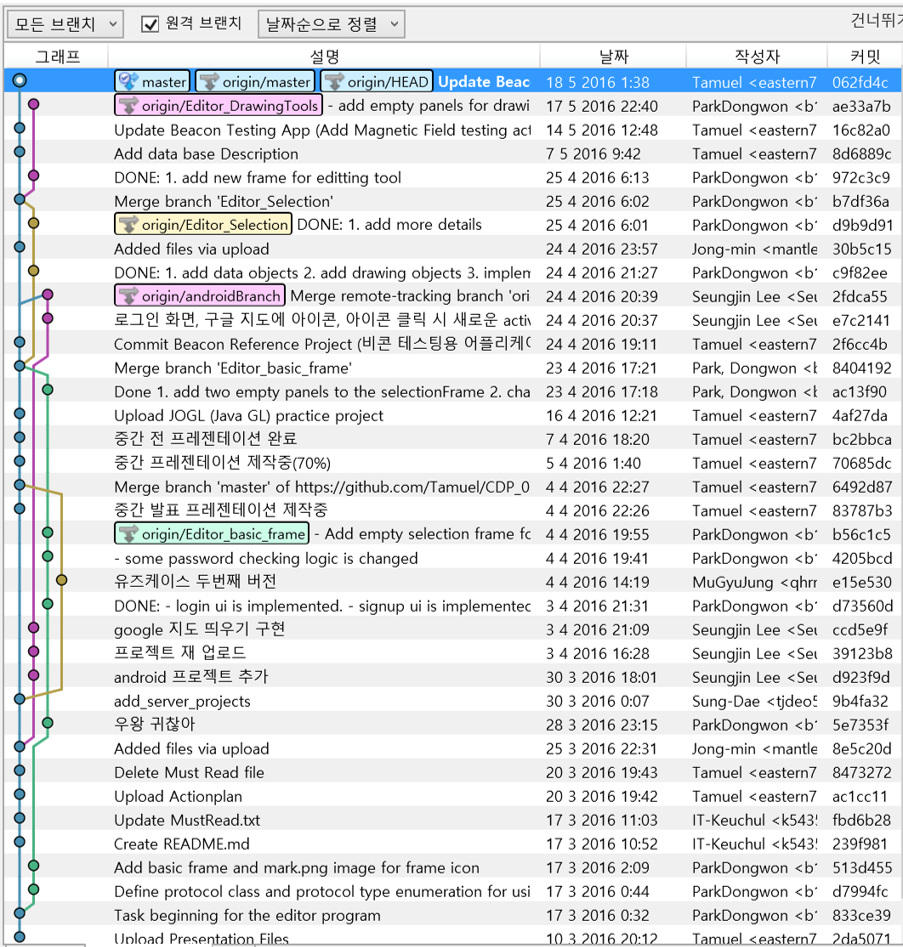 모든 브랜치 원격 브랜치 날짜순으로 정렬 건너뛰기
그래프 설명 날짜 작성자 커밋
master origin/master origin/HEAD Update Beac 18 5 2016 1:38 Tamuel <eastern7 062fd4c
origin/Editor_DrawingTools - add empty panels for drawi 17 5 2016 22:40 ParkDongwon <b' ae33a7b
Update Beacon Testing App (Add Magnetic Field testing act 14 5 2016 12:48 Tamuel <eastern7 16c82a0
Add data base Description 7 5 2016 9:42 Tamuel <eastern7 8d6889c
DONE: 1. add new frame for editting tool 25 4 2016 6:13 ParkDongwon <b' 972c3c9
Merge branch 'Editor_Selection' 25 4 2016 6:02 ParkDongwon <b' b7df36a
origin/Editor_Selection DONE: 1. add more details 25 4 2016 6:01 ParkDongwon <b' d9b9d91
Added files via upload 24 4 2016 23:57 Jong-min <mantle 30b5c15
DONE: 1. add data objects 2. add drawing objects 3. implem 24 4 2016 21:27 ParkDongwon <b' c9f82ee
origin/androidBranch Merge remote-tracking branch 'ori 24 4 2016 20:39 Seungjin Lee <Seu 2fdca55
로그인 화면, 구글 지도에 아이콘, 아이콘 클릭 시 새로운 activ 24 4 2016 20:37 Seungjin Lee <Seu e7c2141
Commit Beacon Reference Project (비콘 테스팅용 어플리케이 24 4 2016 19:11 Tamuel <eastern7 2f6cc4b
Merge branch 'Editor_basic_frame' 23 4 2016 17:21 Park, Dongwon <b 8404192
Done 1. add two empty panels to the selectionFrame 2. cha 23 4 2016 17:18 Park, Dongwon <b ac13f90
Upload JOGL (Java GL) practice project 16 4 2016 12:21 Tamuel <eastern7 4af27da
중간 전 프레젠테이션 완료 7 4 2016 18:20 Tamuel <eastern7 bc2bbca
중간 프레젠테이션 제작중(70%) 5 4 2016 1:40 Tamuel <eastern7 70685dc
Merge branch 'master' of https://github.com/Tamuel/CDP_0 4 4 2016 22:27 Tamuel <eastern7 6492d87
중간 발표 프레젠테이션 제작중 4 4 2016 22:26 Tamuel <eastern7 83787b3
origin/Editor_basic_frame - Add empty selection frame fo 4 4 2016 19:55 ParkDongwon <b' b56c1c5
- some password checking logic is changed 4 4 2016 19:41 ParkDongwon <b' 4205bcd
유즈케이스 두번째 버전 4 4 2016 14:19 MuGyuJung <qhrr e15e530
DONE: - login ui is implemented. - signup ui is implemented 3 4 2016 21:31 ParkDongwon <b' d73560d
google 지도 띄우기 구현 3 4 2016 21:09 Seungjin Lee <Seu ccd5e9f
프로젝트 재 업로드 3 4 2016 16:28 Seungjin Lee <Seu 39123b8
android 프로젝트 추가 30 3 2016 18:01 Seungjin Lee <Seu d923f9d
add_server_projects 30 3 2016 0:07 Sung-Dae <tjdeo5 9b4fa32
우왕 귀찮아 28 3 2016 23:15 ParkDongwon <b' 5e7353f
Added files via upload 25 3 2016 22:31 Jong-min <mantle 8e5c20d
Delete Must Read file 20 3 2016 19:43 Tamuel <eastern7 8473272
Upload Actionplan 20 3 2016 19:42 Tamuel <eastern7 ac1cc11
Update MustRead.txt 17 3 2016 11:03 IT-Keuchul <k543! fbd6b28
Create README.md 17 3 2016 10:52 IT-Keuchul <k543! 239f981
Add basic frame and mark.png image for frame icon 17 3 2016 2:09 ParkDongwon <b' 513d455
Define protocol class and protocol type enumeration for usi 17 3 2016 0:44 ParkDongwon <b' d7994fc
Task beginning for the editor program 17 3 2016 0:32 ParkDongwon <b' 833ce39
Upload Presentation Files 10 3 2016 20:12 Tamuel <eastern7 2da5071